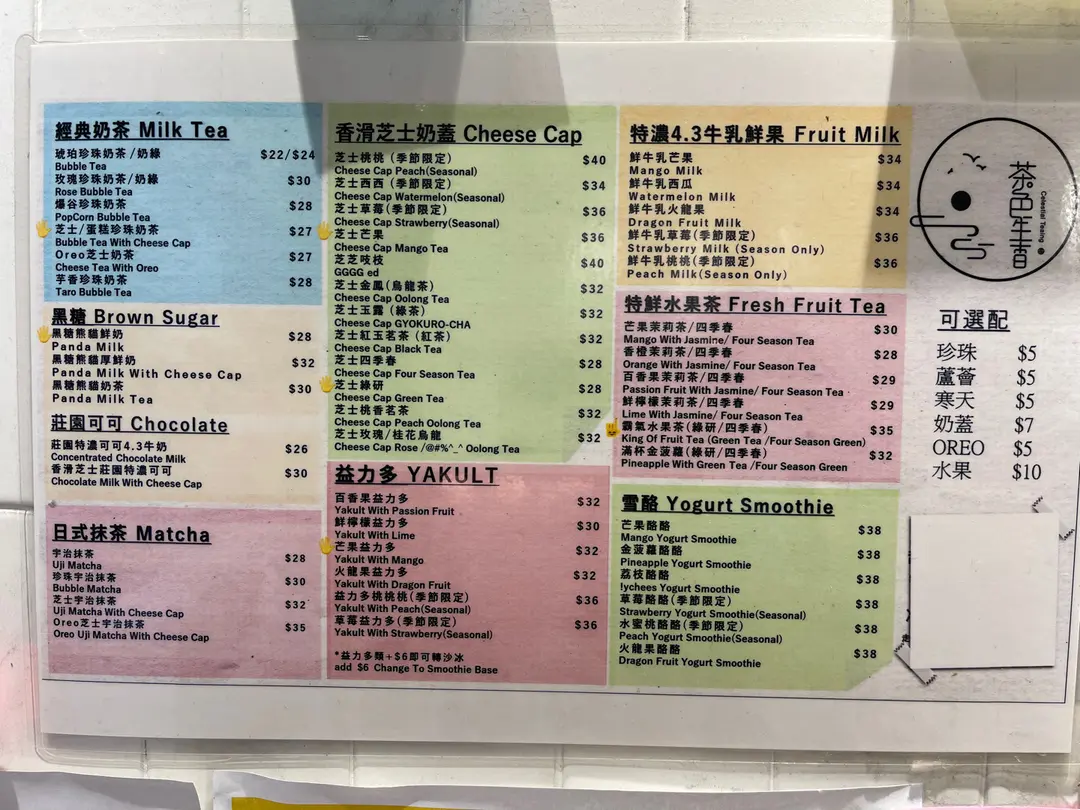 經典奶茶 Milk Tea
琥珀珍珠奶茶/奶綠 $22/$24
Bubble Tea
玫瑰珍珠奶茶/奶綠 $30
Rose Bubble Tea
爆谷珍珠奶茶 $28
PopCorn Bubble Tea
芝士/蛋糕珍珠奶茶 $27
Bubble Tea With Cheese Cap
Oreo芝士奶茶 $27
Cheese Tea With Oreo
芋香珍珠奶茶 $28
Taro Bubble Tea
黑糖 Brown Sugar
黑糖熊貓鮮奶 $28
Panda Milk
黑糖熊貓厚鮮奶 $32
Panda Milk With Cheese Cap
黑糖熊貓奶茶 $30
Panda Milk Tea
莊園可可 Chocolate
莊園特濃可可4.3牛奶 $26
Concentrated Chocolate Milk
香滑芝士莊園特濃可可 $30
Chocolate Milk With Cheese Cap
日式抹茶 Matcha
宇治抹茶 $28
Uji Matcha
珍珠宇治抹茶 $30
Bubble Matcha
芝士宇治抹茶 $32
Uji Matcha With Cheese Cap
Oreo芝士宇治抹茶 $35
Oreo Uji Matcha With Cheese Cap
香滑芝士奶蓋 Cheese Cap
芝士桃桃 (季節限定) $40
Cheese Cap Peach(Seasonal)
芝士西西 (季節限定) $34
Cheese Cap Watermelon(Seasonal)
芝士草莓(季節限定) $36
Cheese Cap Strawberry(Seasonal)
芝士芒果 $36
Cheese Cap Mango Tea
芝芝吱枝 $40
GGGG ed
芝士金鳳(烏龍茶) $32
Cheese Cap Oolong Tea
芝士玉露 (綠茶) $32
Cheese Cap GYOKURO-CHA
芝士紅玉茗茶 (紅茶) $32
Cheese Cap Black Tea
芝士四季春 $28
Cheese Cap Four Season Tea
芝士綠研 $28
Cheese Cap Green Tea
芝士桃香茗茶 $32
Cheese Cap Peach Oolong Tea
芝士玫瑰/桂花烏龍 $32
Cheese Cap Rose /@#%^_^ Oolong Tea
益力多 YAKULT
百香果益力多 $32
Yakult With Passion Fruit
鮮檸檬益力多 $30
Yakult With Lime
芒果益力多 $32
Yakult With Mango
火龍果益力多 $32
Yakult With Dragon Fruit
益力多桃桃桃(季節限定) $36
Yakult With Peach(Seasonal)
草莓益力多(季節限定) $36
Yakult With Strawberry(Seasonal)
*益力多類+$6即可轉沙冰
add $6 Change To Smoothie Base
特濃4.3牛乳鮮果 Fruit Milk
鮮牛乳芒果 $34
Mango Milk
鮮牛乳西瓜 $34
Watermelon Milk
鮮牛乳火龍果 $34
Dragon Fruit Milk
鮮牛乳草莓(季節限定) $36
Strawberry Milk (Season Only)
鮮牛乳桃桃(季節限定) $36
Peach Milk(Season Only)
特鮮水果茶 Fresh Fruit Tea
芒果茉莉茶/四季春 $30
Mango With Jasmine/ Four Season Tea
香橙茉莉茶/四季春 $28
Orange With Jasmine/ Four Season Tea
百香果茉莉茶/四季春 $29
Passion Fruit With Jasmine/ Four Season Tea
鮮檸檬茉莉茶/四季春 $29
Lime With Jasmine/ Four Season Tea
霸氣水果茶(綠研/四季春) $35
King Of Fruit Tea (Green Tea /Four Season Green)
滿杯金菠蘿(綠研/四季春) $32
Pineapple With Green Tea /Four Season Green
雪酪 Yogurt Smoothie
芒果酪酪 $38
Mango Yogurt Smoothie
金菠蘿酪酪 $38
Pineapple Yogurt Smoothie
荔枝酪酪 $38
lychees Yogurt Smoothie
草莓酪酪(季節限定) $38
Strawberry Yogurt Smoothie(Seasonal)
水蜜桃酪酪(季節限定) $38
Peach Yogurt Smoothie(Seasonal)
火龍果酪酪 $38
Dragon Fruit Yogurt Smoothie
茶色生香
Celestial Teaing
可選配
珍珠 $5
蘆薈 $5
寒天 $5
奶蓋 $7
OREO $5
水果 $10